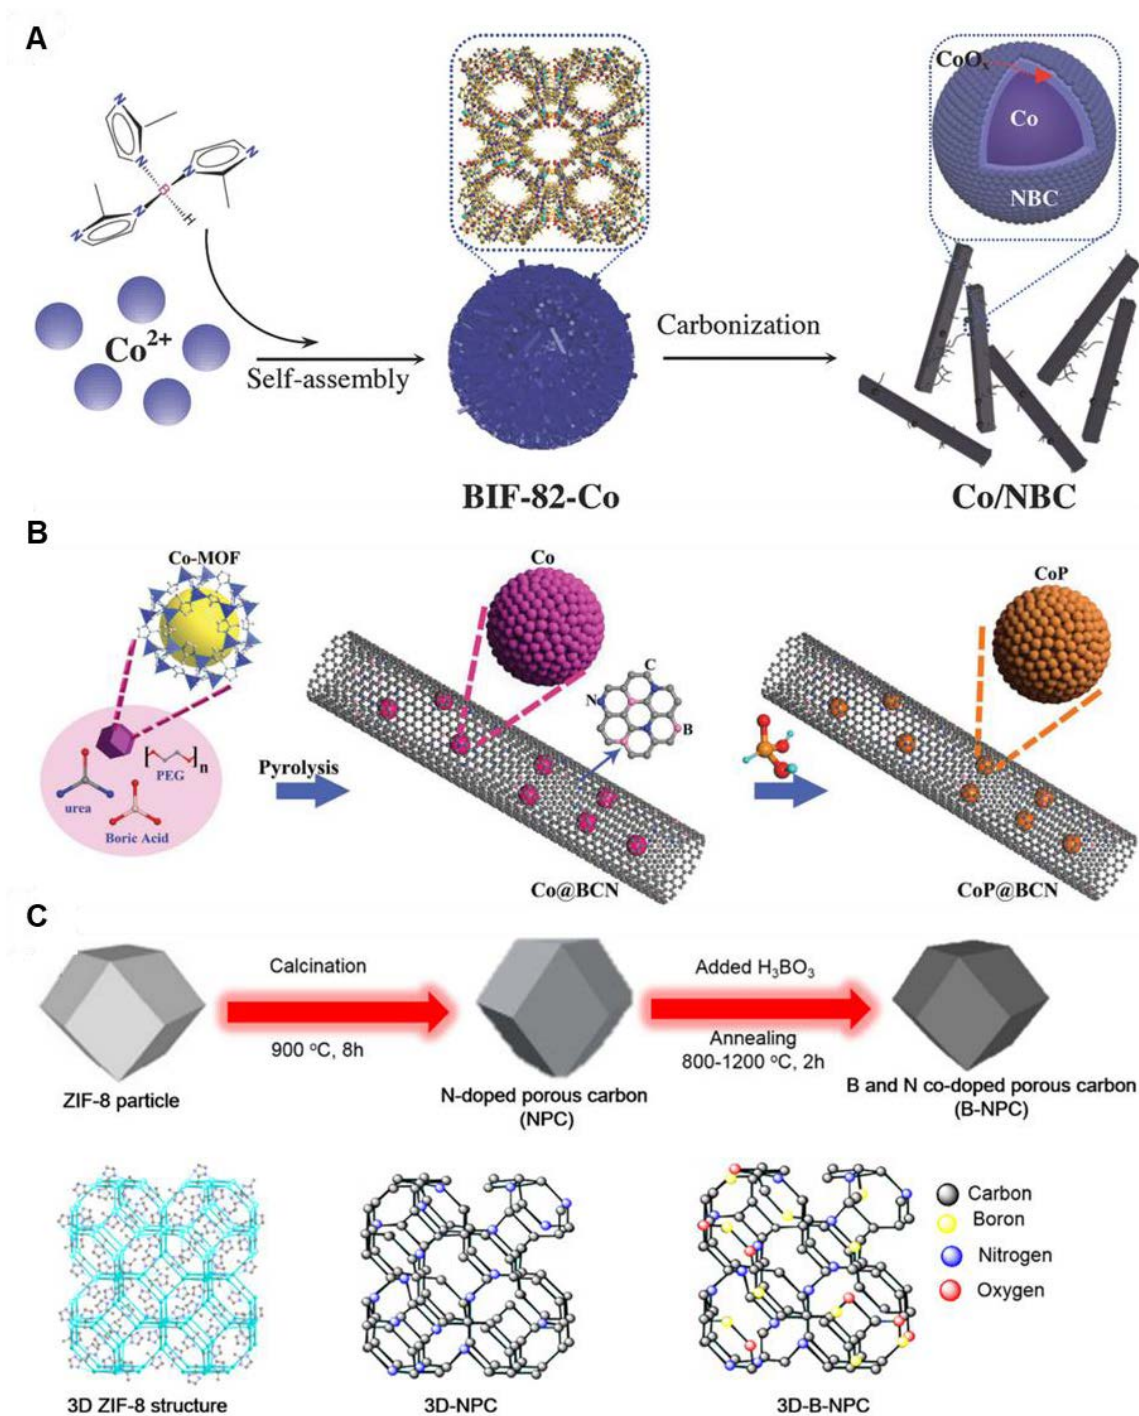 A
N
N
N
N
N
N
B
H
Co²⁺
Self-assembly
BIF-82-Co
Carbonization
CoOₓ
Co
NBC
Co/NBC
B
Co-MOF
PEG
n
urea
Boric Acid
Pyrolysis
Co
C
N
B
Co@BCN
CoP
CoP@BCN
C
Calcination
900 °C, 8h
ZIF-8 particle
N-doped porous carbon
(NPC)
Added H₃BO₃
Annealing
800-1200 °C, 2h
B and N co-doped porous carbon
(B-NPC)
3D ZIF-8 structure
3D-NPC
3D-B-NPC
Carbon
Boron
Nitrogen
Oxygen